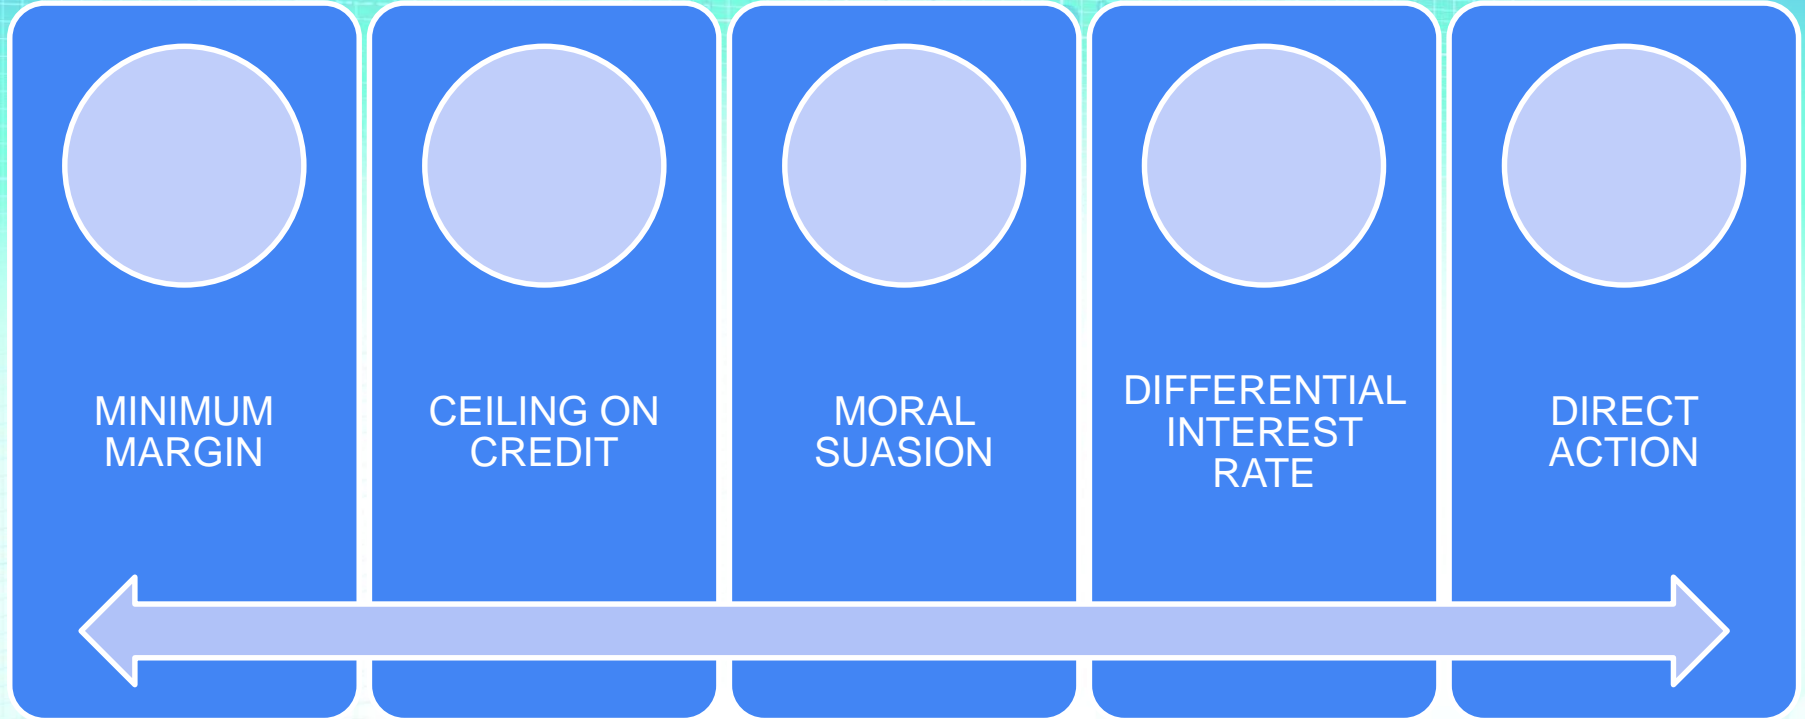 MINIMUM
MARGIN
CEILING ON
CREDIT
MORAL
SUASION
DIFFERENTIAL
INTEREST
RATE
DIRECT
ACTION